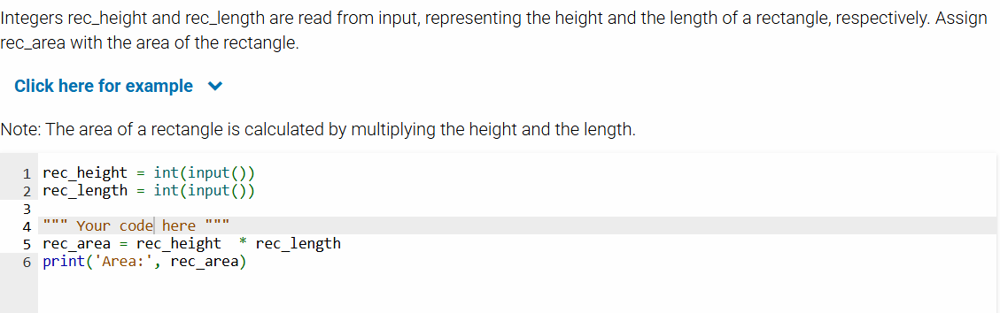 Integers rec_height and rec_length are read from input, representing the height and the length of a rectangle, respectively. Assign
rec_area with the area of the rectangle.
Click here for example
Note: The area of a rectangle is calculated by multiplying the height and the length.
1 rec_height = int(input())
2 rec_length = int(input())
3
4 """ Your code here """
5 rec_area = rec_height  * rec_length
6 print('Area:', rec_area)